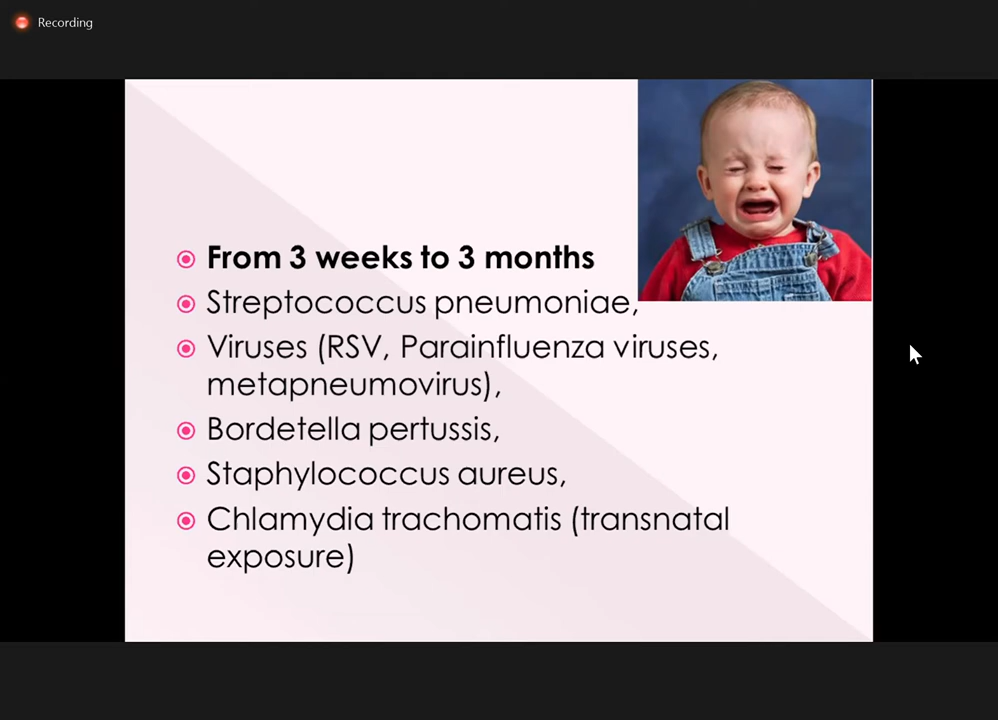 Recording
From 3 weeks to 3 months
Streptococcus pneumoniae,
Viruses (RSV, Parainfluenza viruses,
metapneumovirus),
Bordetella pertussis,
Staphylococcus aureus,
Chlamydia trachomatis (transnatal
exposure)